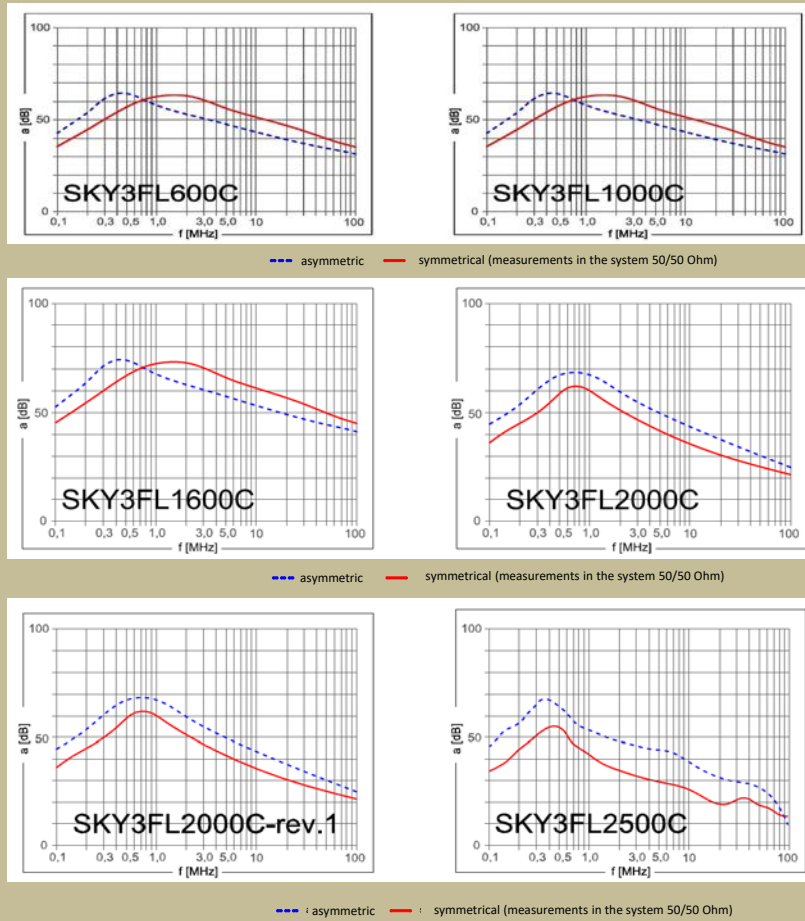 100
a [dB]
50
SKY3FL600C
0
0,1 0,3 0,5 1,0 3,0 5,0 10 100
f [MHz]
100
a [dB]
50
SKY3FL1000C
0
0,1 0,3 0,5 1,0 3,0 5,0 10 100
f [MHz]
asymmetric symmetrical (measurements in the system 50/50 Ohm)
100
a [dB]
50
SKY3FL1600C
0
0,1 0,3 0,5 1,0 3,0 5,0 10 100
f [MHz]
100
a [dB]
50
SKY3FL2000C
0
0,1 0,3 0,5 1,0 3,0 5,0 10 100
f [MHz]
asymmetric symmetrical (measurements in the system 50/50 Ohm)
100
a [dB]
50
SKY3FL2000C-rev.1
0
0,1 0,3 0,5 1,0 3,0 5,0 10 100
f [MHz]
100
a [dB]
50
SKY3FL2500C
0
0,1 0,3 0,5 1,0 3,0 5,0 10 100
f [MHz]
asymmetric symmetrical (measurements in the system 50/50 Ohm)